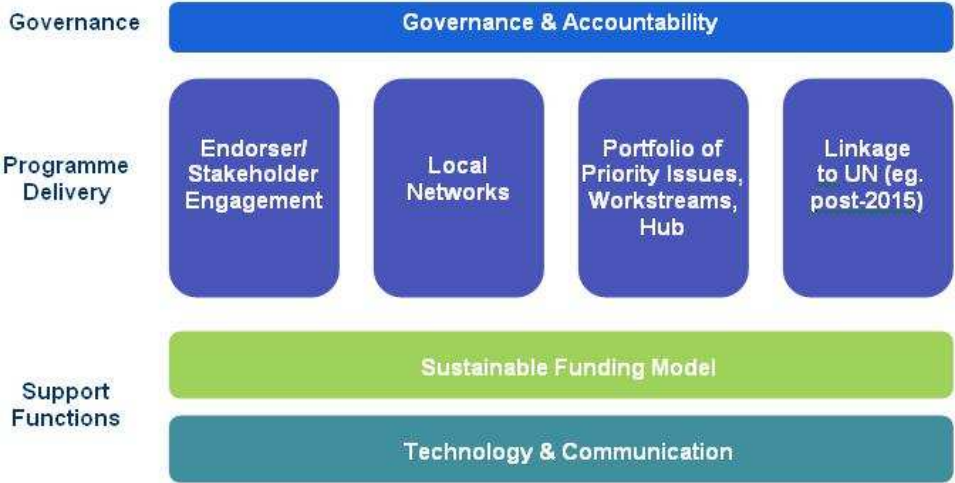 Governance
Governance & Accountability
Programme
Delivery
Endorser/
Stakeholder
Engagement
Local
Networks
Portfolio of
Priority Issues,
Workstreams,
Hub
Linkage
to UN (eg.
post-2015)
Support
Functions
Sustainable Funding Model
Technology & Communication